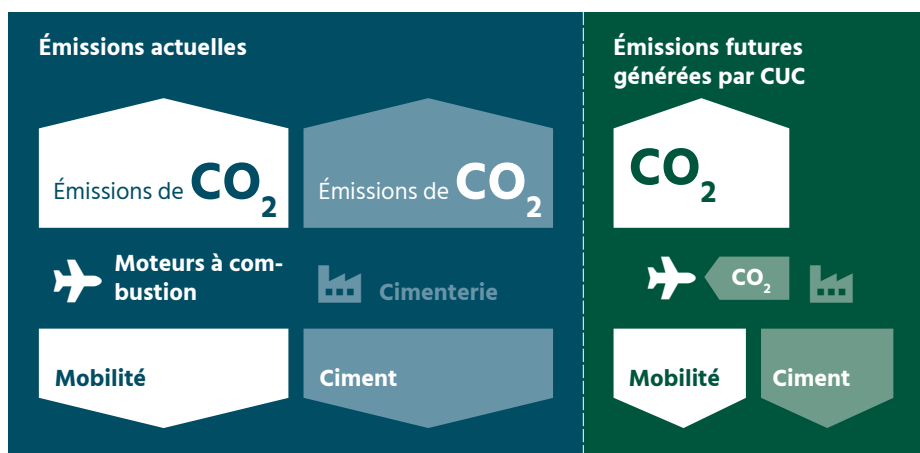 Émissions actuelles
Émissions de CO2
Émissions de CO2
Moteurs à com-
bustion
Cimenterie
Mobilité
Ciment
Émissions futures
générées par CUC
CO2
CO2
Mobilité
Ciment